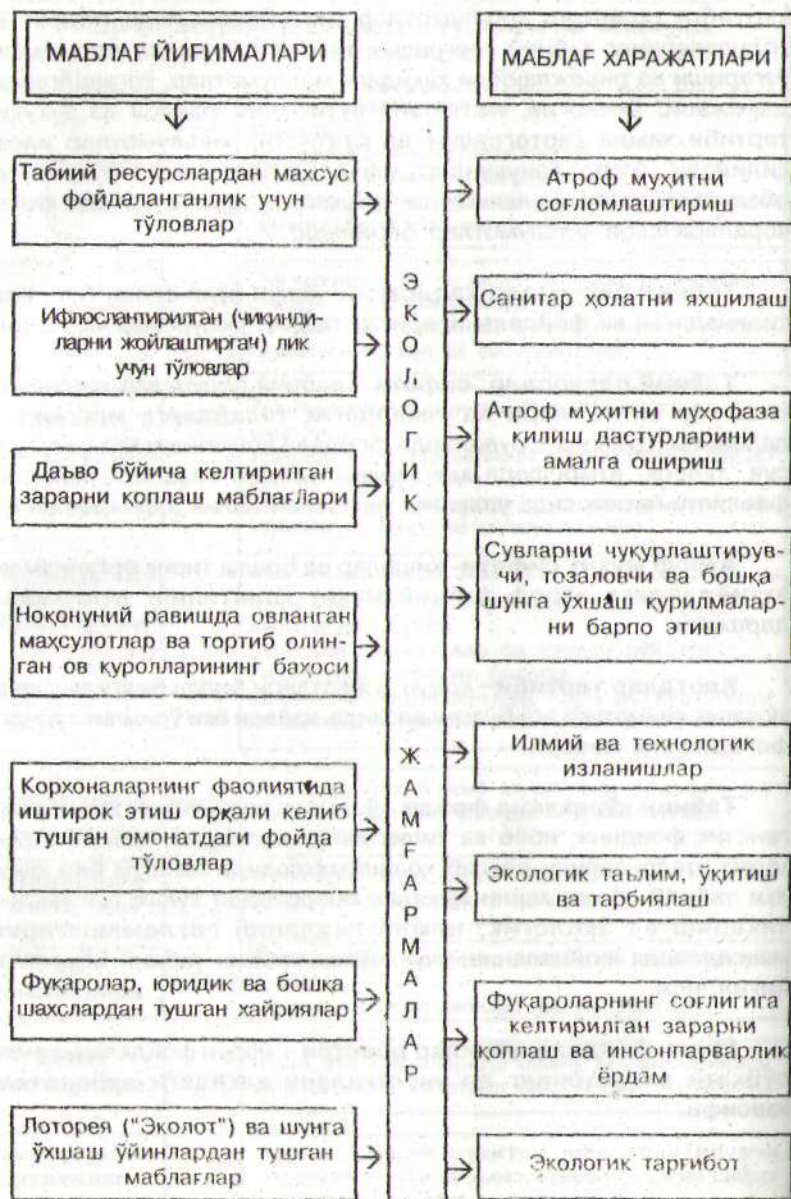 МАБЛАҒ ЙИҒИМАЛАРИ
Табиий ресурслардан махсус
фойдаланганлик учун
тўловлар
Ифлослантирилган (чиқинди-
ларни жойлаштиргач) лик
учун тўловлар
Даъво бўйича келтирилган
зарарни қоплаш маблағлари
Ноқонуний равишда овланган
маҳсулотлар ва тортиб олин-
ган ов қуролларининг баҳоси
Корхоналарнинг фаолиятида
иштирок этиш орқали келиб
тушган омонатдаги фойда
тўловлар
Фуқаролар, юридик ва бошқа
шахслардан тушган хайриялар
Лоторея ("Эколот") ва шунга
ўхшаш ўйинлардан тушган
маблағлар
ЭКОЛОГИК ЖАМҒАРМАЛАР
МАБЛАҒ ХАРАЖАТЛАРИ
Атроф муҳитни
соғломлаштириш
Санитар ҳолатни яхшилаш
Атроф муҳитни муҳофаза
қилиш дастурларини
амалга ошириш
Сувларни чуқурлаштирув-
чи, тозаловчи ва бошқа
шунга ўхшаш қурилмалар-
ни барпо этиш
Илмий ва технологик
изланишлар
Экологик таълим, ўқитиш
ва тарбиялаш
Фуқароларнинг соғлигига
келтирилган зарарни
қоплаш ва инсонпарварлик
ёрдам
Экологик тарғибот